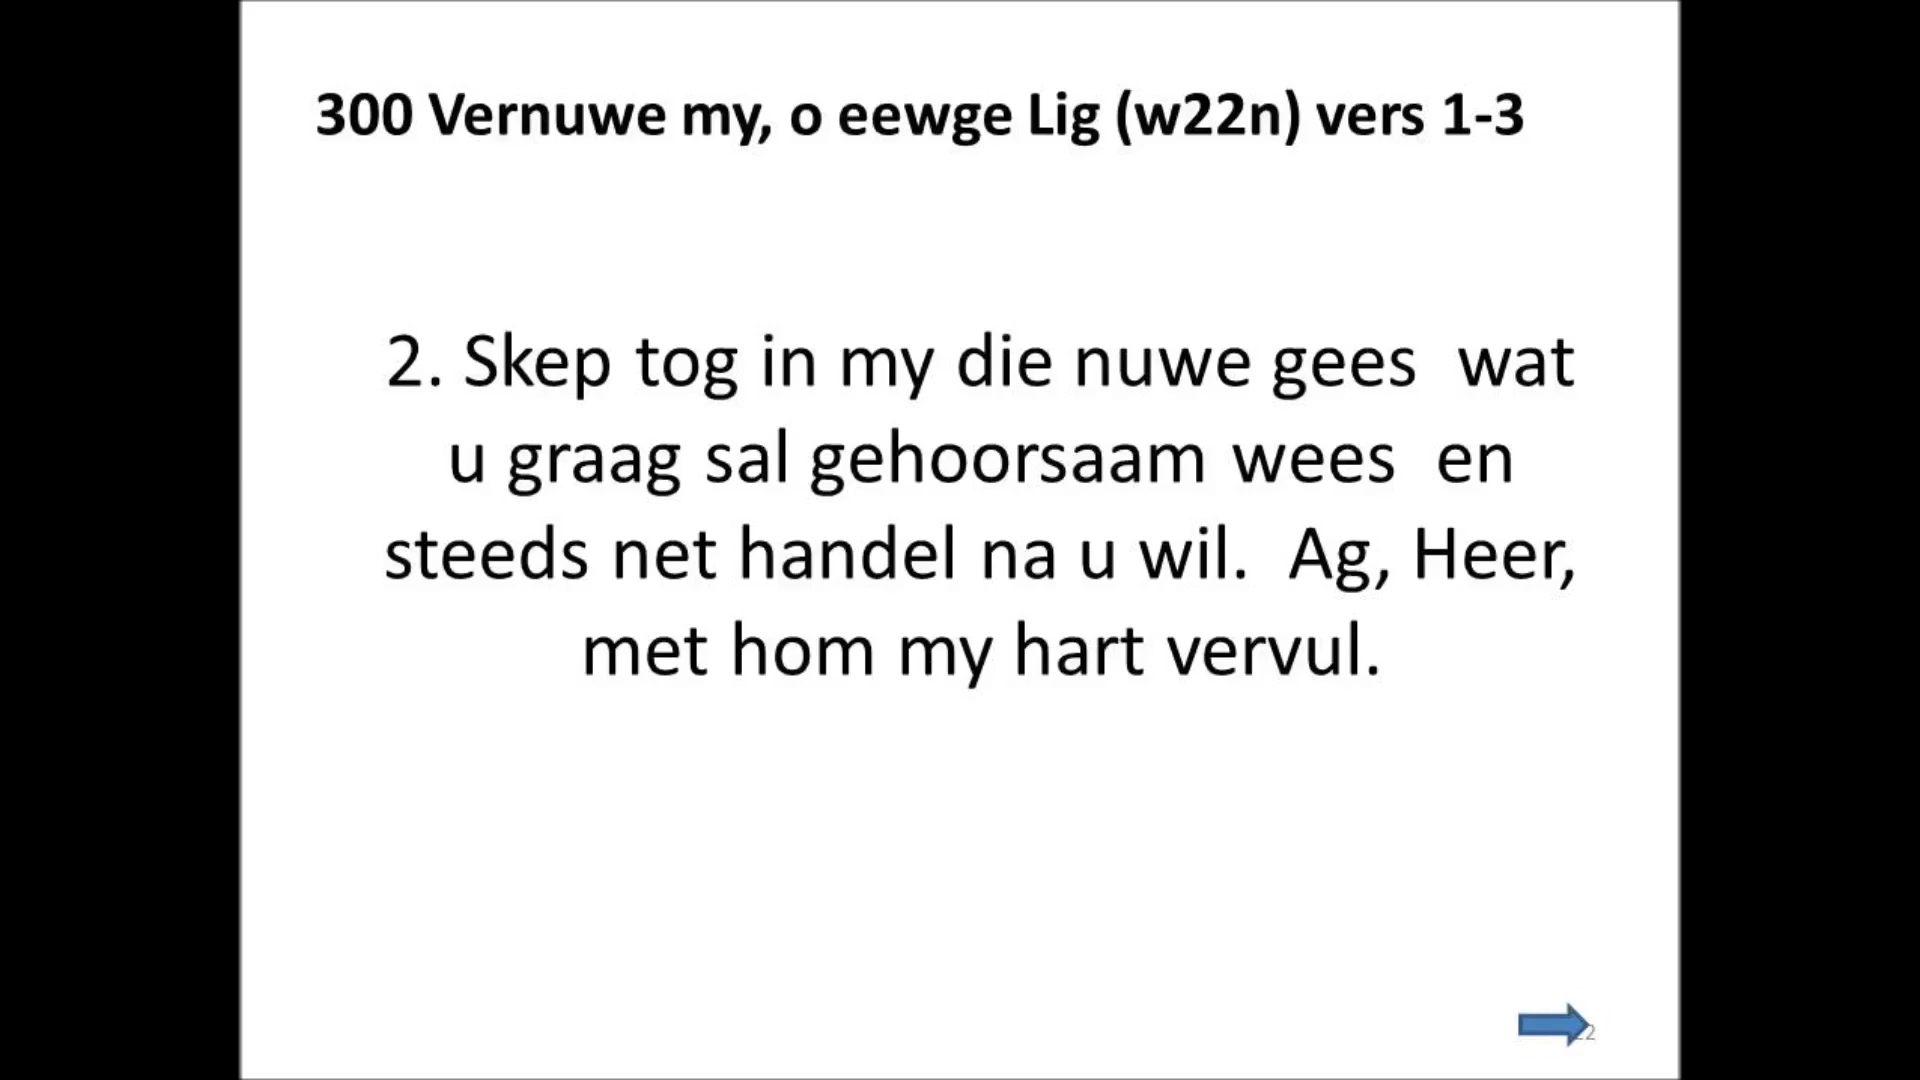 300 Vernuwe my, o eewge Lig (w22n) vers 1-3
2. Skep tog in my die nuwe gees  wat
u graag sal gehoorsaam wees  en
steeds net handel na u wil.  Ag, Heer,
met hom my hart vervul.